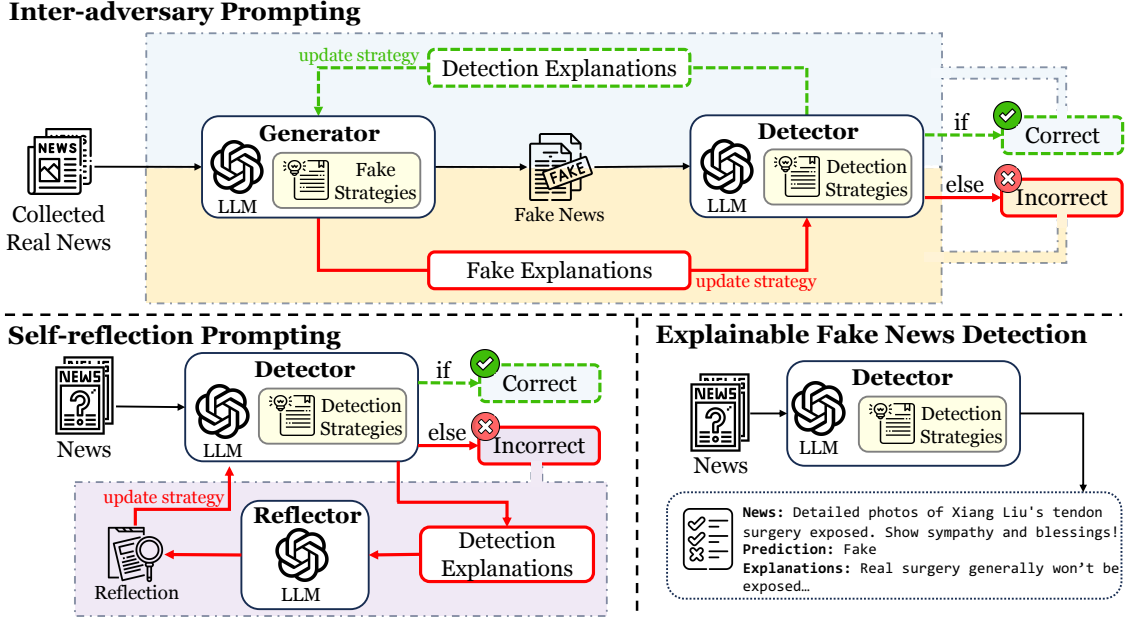 Inter-adversary Prompting
update strategy
Detection Explanations
NEWS
Collected
Real News
Generator
LLM
Fake
Strategies
FAKE
Fake News
Detector
LLM
Detection
Strategies
if
Correct
else
Incorrect
Fake Explanations
update strategy
Self-reflection Prompting
NEWS
?
News
Detector
LLM
Detection
Strategies
if
Correct
else
Incorrect
update strategy
Reflection
Reflector
LLM
Detection
Explanations
Explainable Fake News Detection
NEWS
?
News
Detector
LLM
Detection
Strategies
News: Detailed photos of Xiang Liu's tendon
surgery exposed. Show sympathy and blessings!
Prediction: Fake
Explanations: Real surgery generally won’t be
exposed…